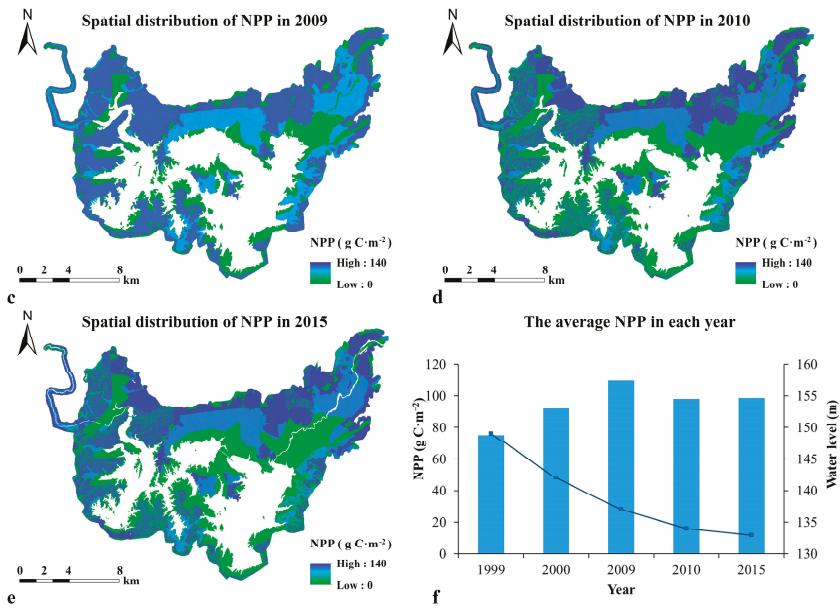 N
Spatial distribution of NPP in 2009
NPP ( g C·m⁻²)
High : 140
Low : 0
0 2 4 8
km
c
N
Spatial distribution of NPP in 2010
NPP ( g C·m⁻²)
High : 140
Low : 0
0 2 4 8
km
d
N
Spatial distribution of NPP in 2015
NPP ( g C·m⁻²)
High : 140
Low : 0
0 2 4 8
km
e
The average NPP in each year
NPP (g C·m⁻²)
120
100
80
60
40
20
0
160
155
150
145
140
135
130
Water level (m)
1999 2000 2009 2010 2015
Year
f